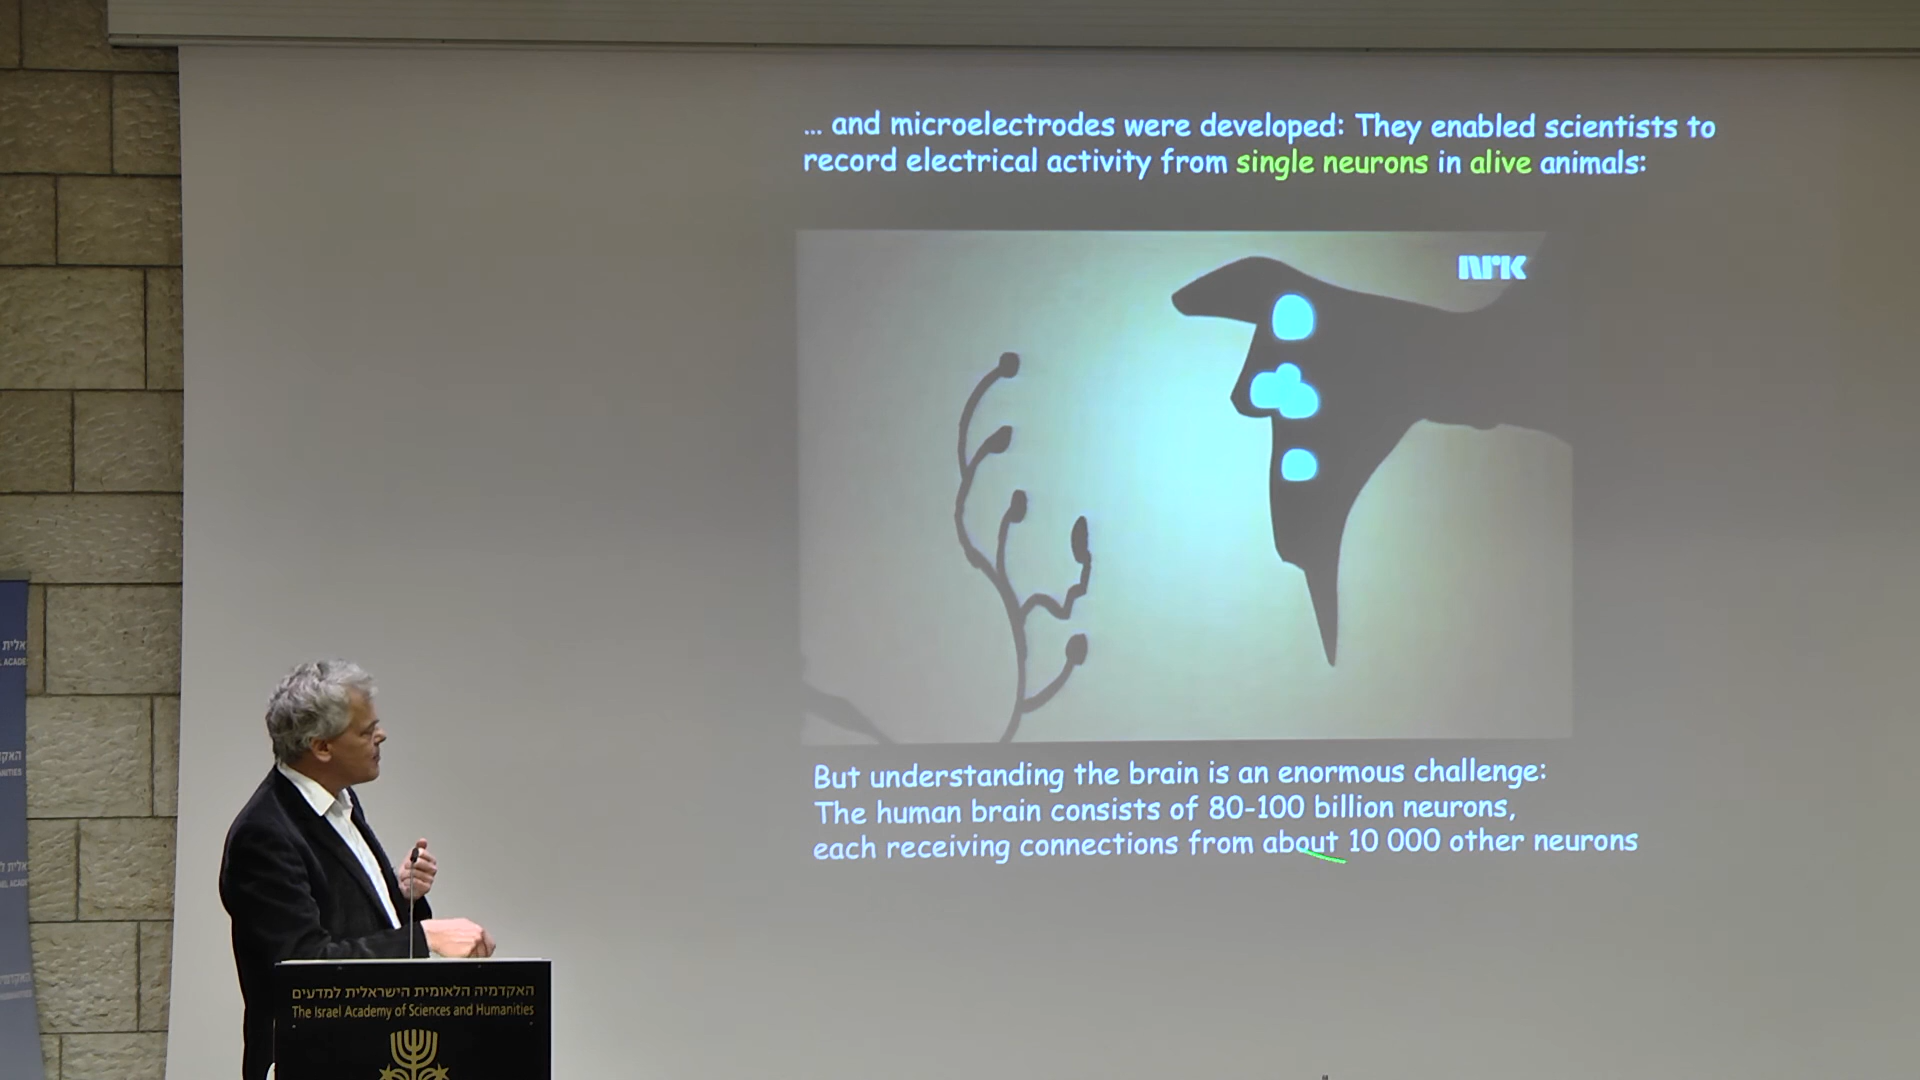 ... and microelectrodes were developed: They enabled scientists to
record electrical activity from single neurons in alive animals:
NRK
But understanding the brain is an enormous challenge:
The human brain consists of 80-100 billion neurons,
each receiving connections from about 10 000 other neurons
האקדמיה הלאומית הישראלית למדעים
The Israel Academy of Sciences and Humanities